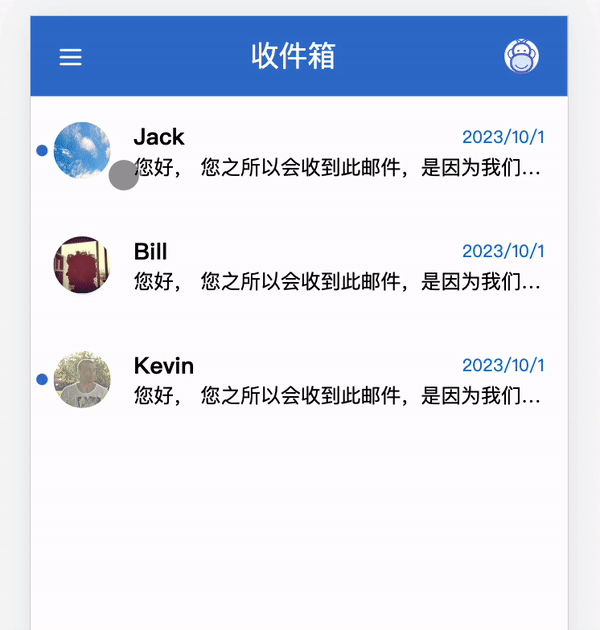 收件箱
Jack 2023/10/1
您好， 您之所以会收到此邮件，是因为我们...
Bill 2023/10/1
您好， 您之所以会收到此邮件，是因为我们...
Kevin 2023/10/1
您好， 您之所以会收到此邮件，是因为我们...